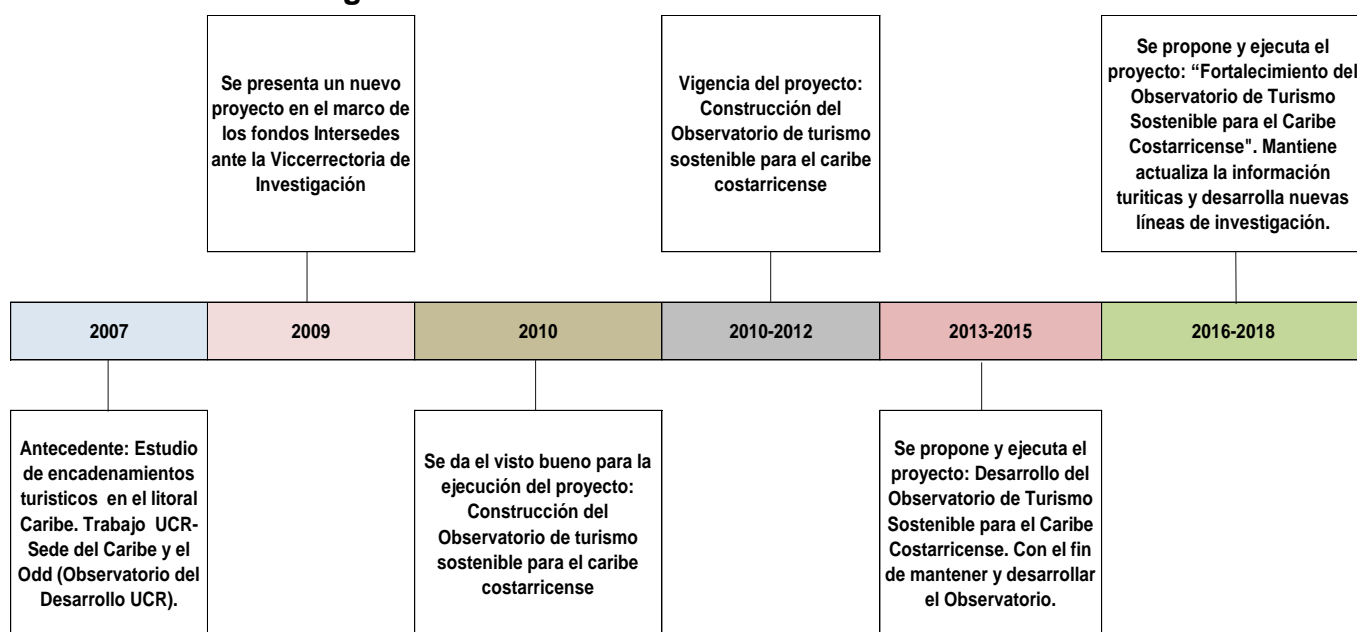 Se presenta un nuevo
proyecto en el marco de
los fondos Intersedes
ante la Viccerrectoria de
Investigación
Vigencia del proyecto:
Construcción del
Observatorio de turismo
sostenible para el caribe
costarricense
Se propone y ejecuta el
proyecto: “Fortalecimiento del
Observatorio de Turismo
Sostenible para el Caribe
Costarricense". Mantiene
actualiza la información
turiticas y desarrolla nuevas
líneas de investigación.
2007
2009
2010
2010-2012
2013-2015
2016-2018
Antecedente: Estudio
de encadenamientos
turisticos en el litoral
Caribe. Trabajo UCR-
Sede del Caribe y el
Odd (Observatorio del
Desarrollo UCR).
Se da el visto bueno para la
ejecución del proyecto:
Construcción del
Observatorio de turismo
sostenible para el caribe
costarricense
Se propone y ejecuta el
proyecto: Desarrollo del
Observatorio de Turismo
Sostenible para el Caribe
Costarricense. Con el fin
de mantener y desarrollar
el Observatorio.